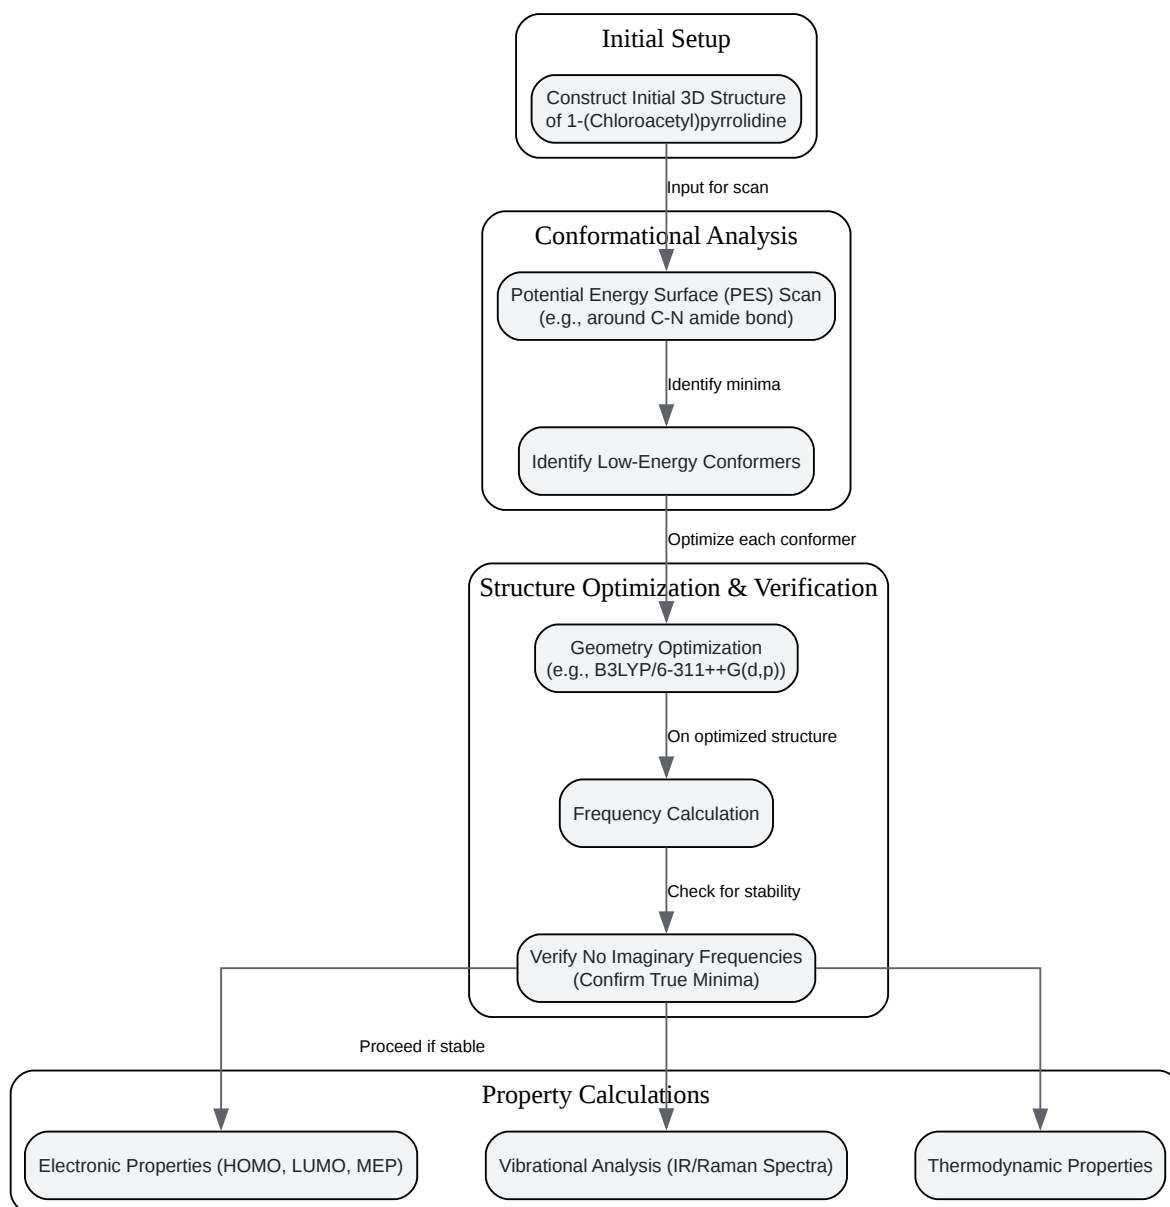 Initial Setup
Construct Initial 3D Structure
of 1-(Chloroacetyl)pyrrolidine
Input for scan
Conformational Analysis
Potential Energy Surface (PES) Scan
(e.g., around C-N amide bond)
Identify minima
Identify Low-Energy Conformers
Optimize each conformer
Structure Optimization & Verification
Geometry Optimization
(e.g., B3LYP/6-311++G(d,p))
On optimized structure
Frequency Calculation
Check for stability
Verify No Imaginary Frequencies
(Confirm True Minima)
Proceed if stable
Property Calculations
Electronic Properties (HOMO, LUMO, MEP)
Vibrational Analysis (IR/Raman Spectra)
Thermodynamic Properties